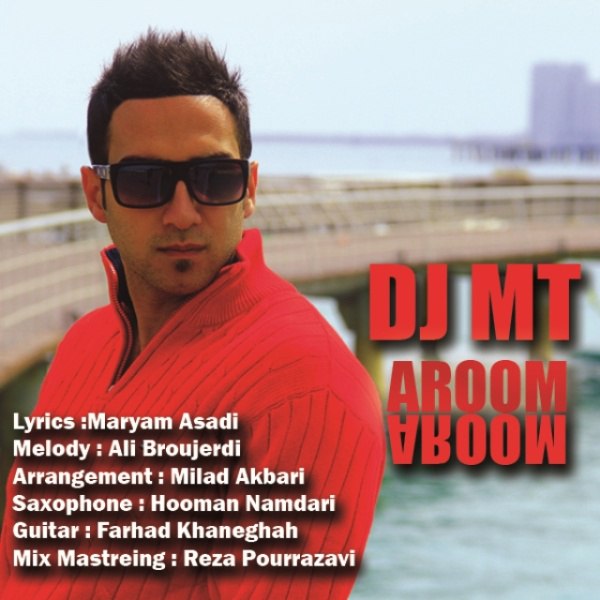 DJ MT
AROOM
AROOM
Lyrics :Maryam Asadi
Melody : Ali Broujerdi
Arrangement : Milad Akbari
Saxophone : Hooman Namdari
Guitar : Farhad Khaneghah
Mix Mastreing : Reza Pourrazavi